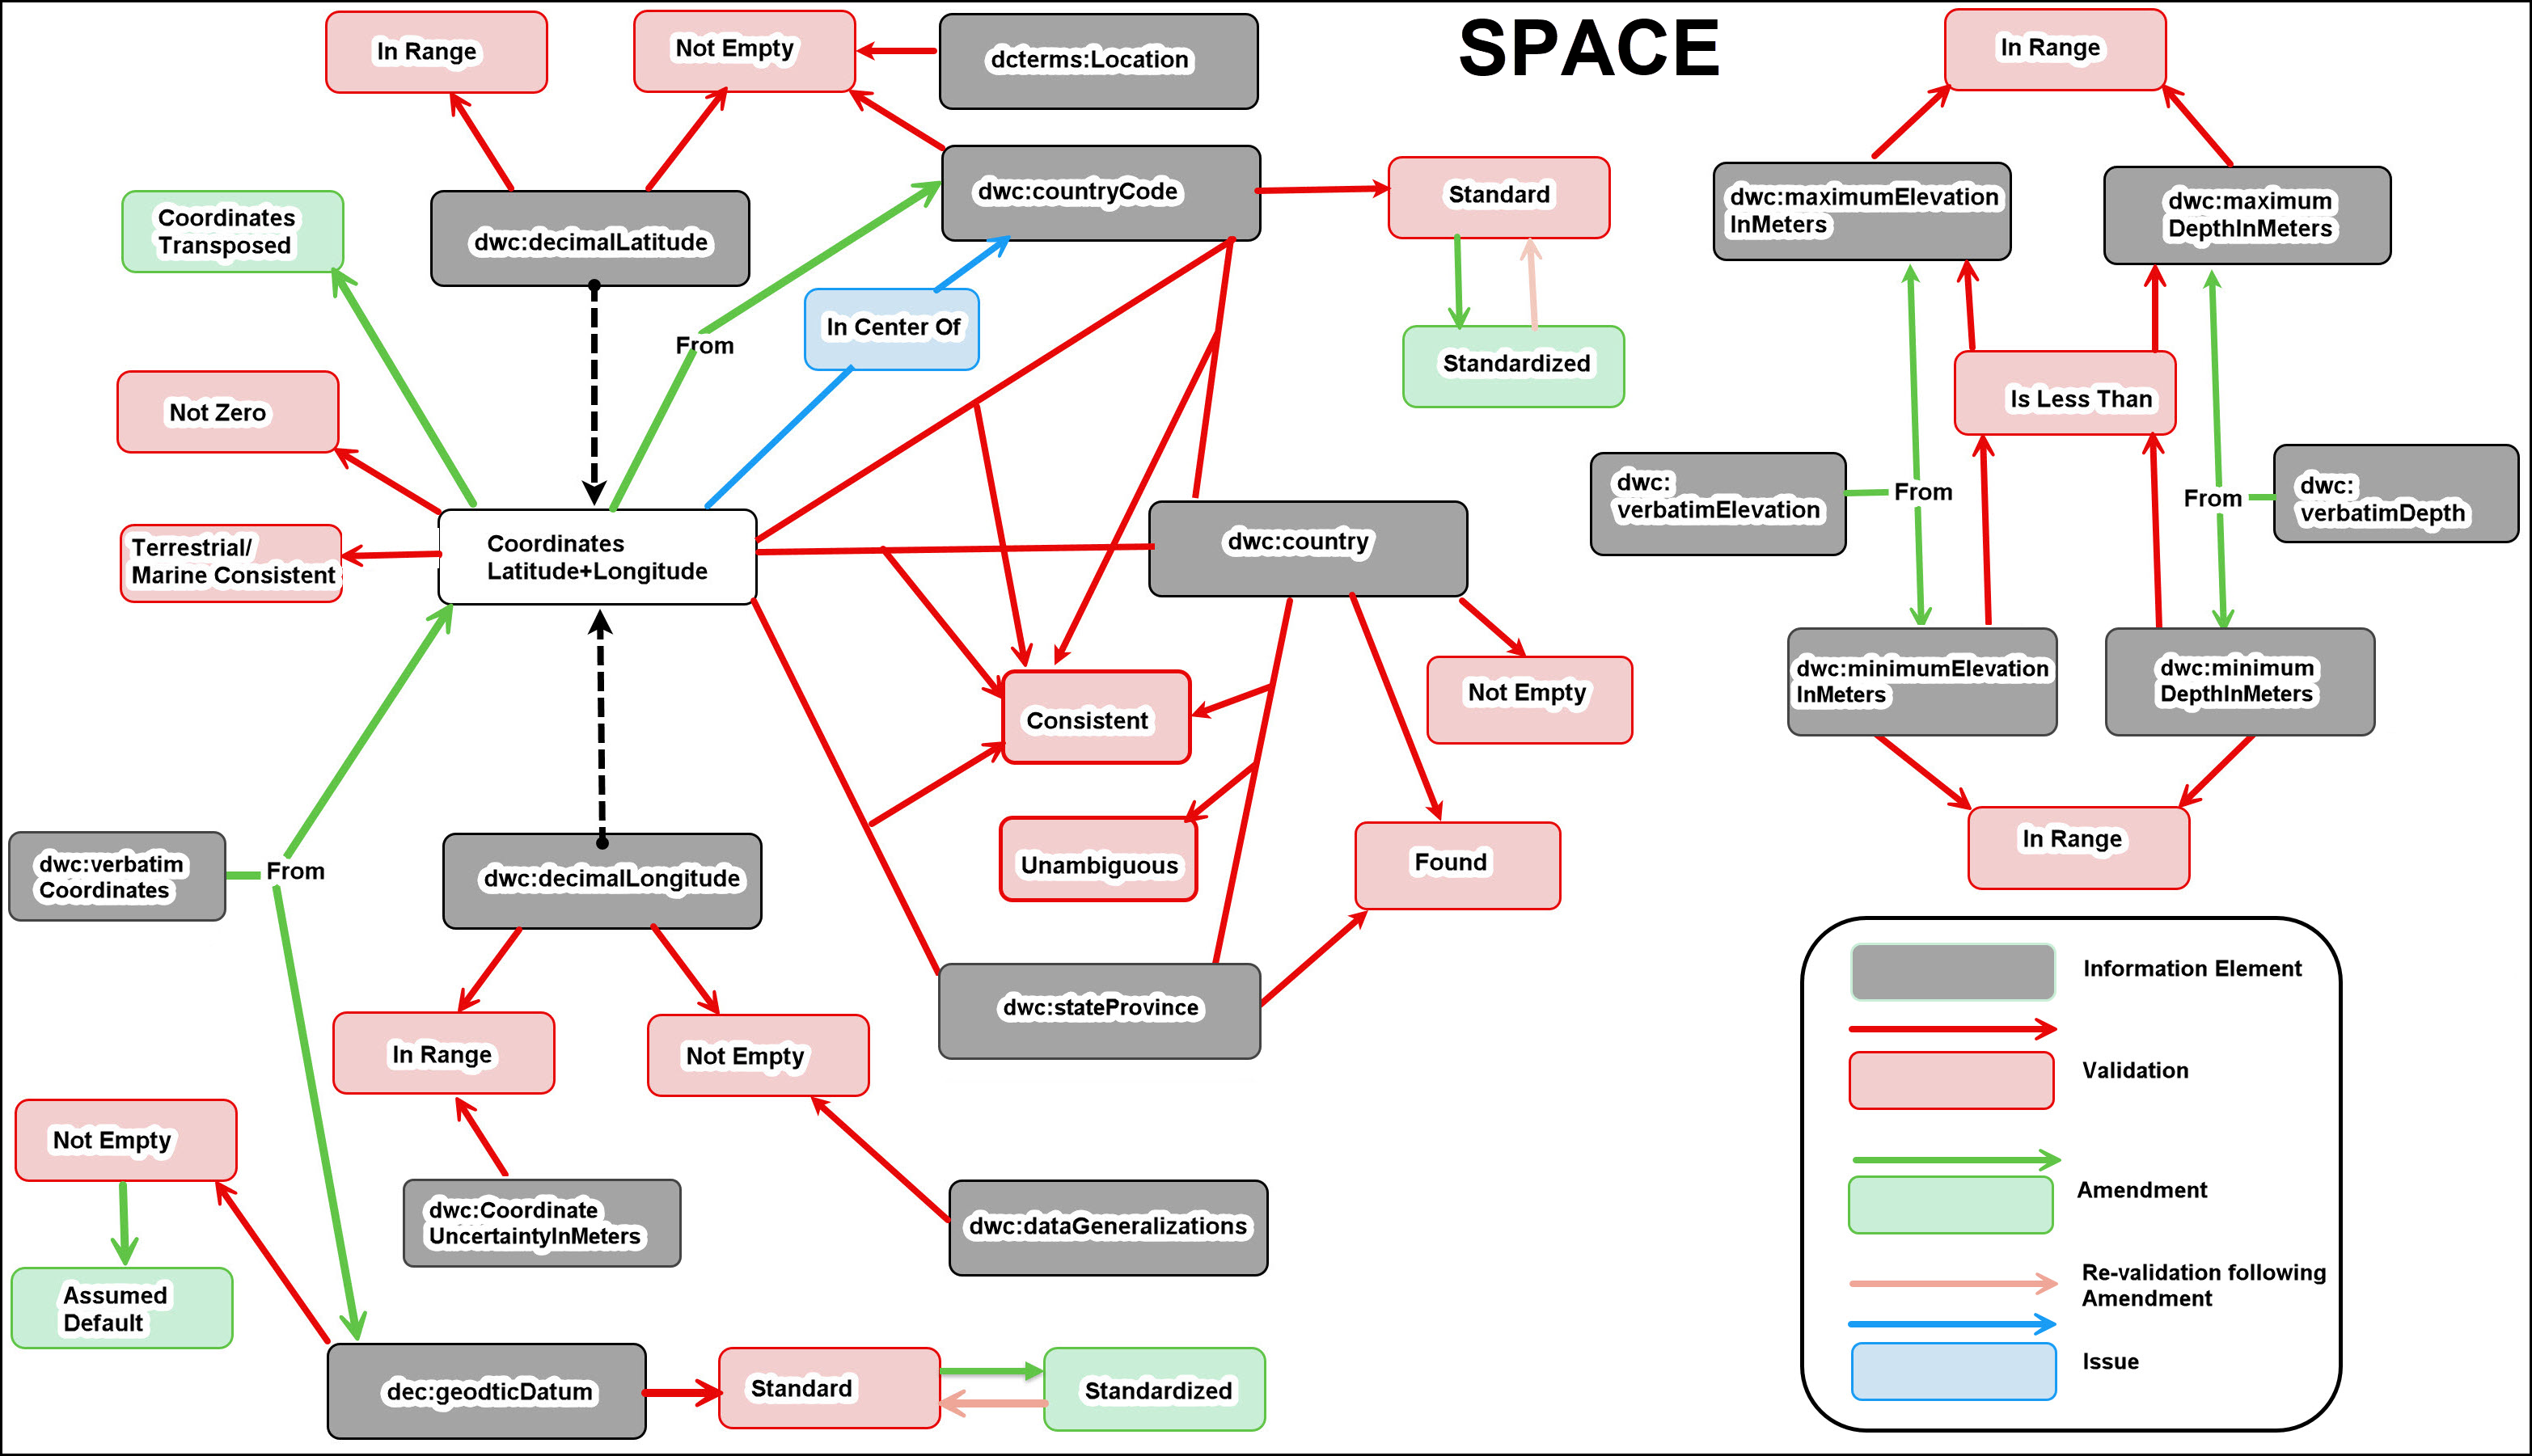 SPACE
In Range
Not Empty
dcterms:Location
In Range
dwc:countryCode
Standard
dwc:maximumElevation
InMeters
dwc:maximum
DepthInMeters
Coordinates
Transposed
dwc:decimalLatitude
In Center Of
From
Standardized
Not Zero
Is Less Than
dwc:
verbatimElevation
From
From
dwc:
verbatimDepth
Terrestrial/
Marine Consistent
Coordinates
Latitude+Longitude
dwc:country
Consistent
Not Empty
dwc:minimumElevation
InMeters
dwc:minimum
DepthInMeters
dwc:verbatim
Coordinates
From
dwc:decimalLongitude
Unambiguous
Found
In Range
dwc:stateProvince
In Range
Not Empty
Not Empty
dwc:Coordinate
UncertaintyInMeters
dwc:dataGeneralizations
Assumed
Default
dec:geodticDatum
Standard
Standardized
Information Element
Validation
Amendment
Re-validation following
Amendment
Issue